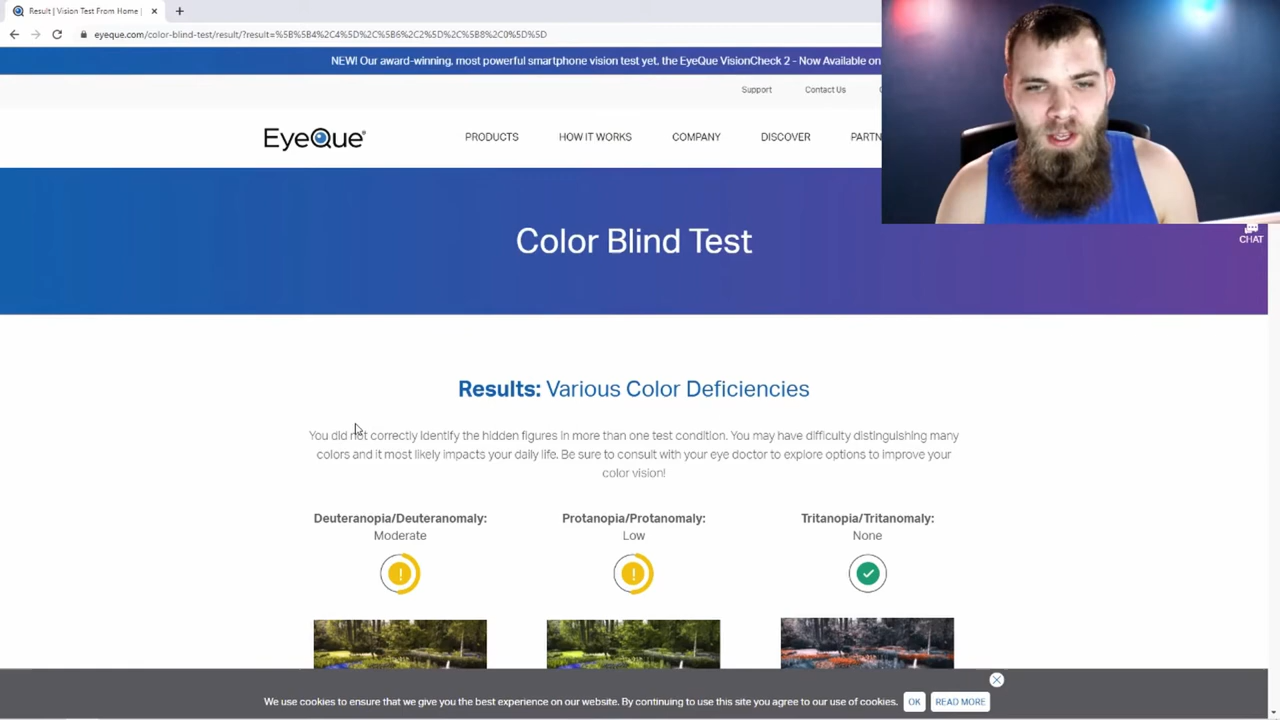 Result | Vision Test From Home |
eyeque.com/color-blind-test/result/?result=%5B%5B4%2C4%5D%2C%5B6%2C2%5D%2C%5B8%2C0%5D%5D
NEW! Our award-winning, most powerful smartphone vision test yet, the EyeQue VisionCheck 2 - Now Available on
Support Contact Us
EyeQue PRODUCTS HOW IT WORKS COMPANY DISCOVER PARTN
Color Blind Test
CHAT
Results: Various Color Deficiencies
You did not correctly identify the hidden figures in more than one test condition. You may have difficulty distinguishing many
colors and it most likely impacts your daily life. Be sure to consult with your eye doctor to explore options to improve your
color vision!
Deuteranopia/Deuteranomaly: Protanopia/Protanomaly: Tritanopia/Tritanomaly:
Moderate Low None
We use cookies to ensure that we give you the best experience on our website. By continuing to use this site you agree to our use of cookies. OK READ MORE